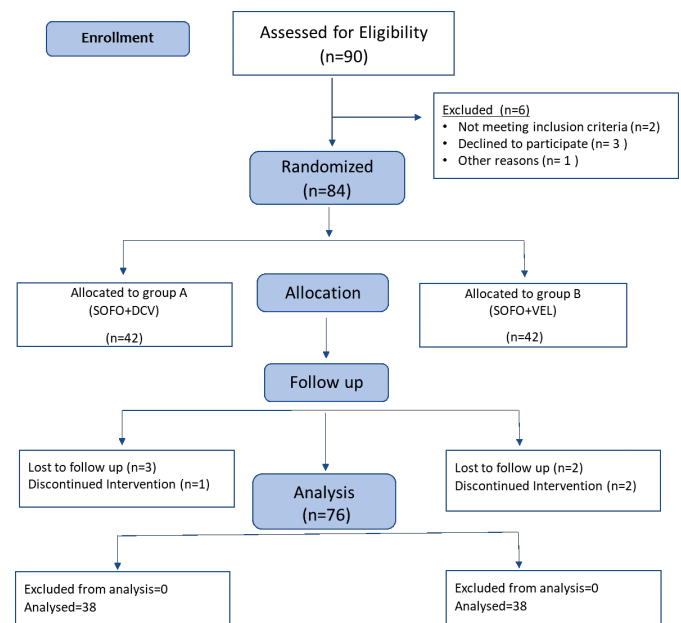 Enrollment
Assessed for Eligibility
(n=90)
Excluded (n=6)
• Not meeting inclusion criteria (n=2)
• Declined to participate (n= 3 )
• Other reasons (n= 1 )
Randomized
(n=84)
Allocated to group A
(SOFO+DCV)
(n=42)
Allocation
Allocated to group B
(SOFO+VEL)
(n=42)
Follow up
Lost to follow up (n=3)
Discontinued Intervention (n=1)
Lost to follow up (n=2)
Discontinued Intervention (n=2)
Analysis
(n=76)
Excluded from analysis=0
Analysed=38
Excluded from analysis=0
Analysed=38